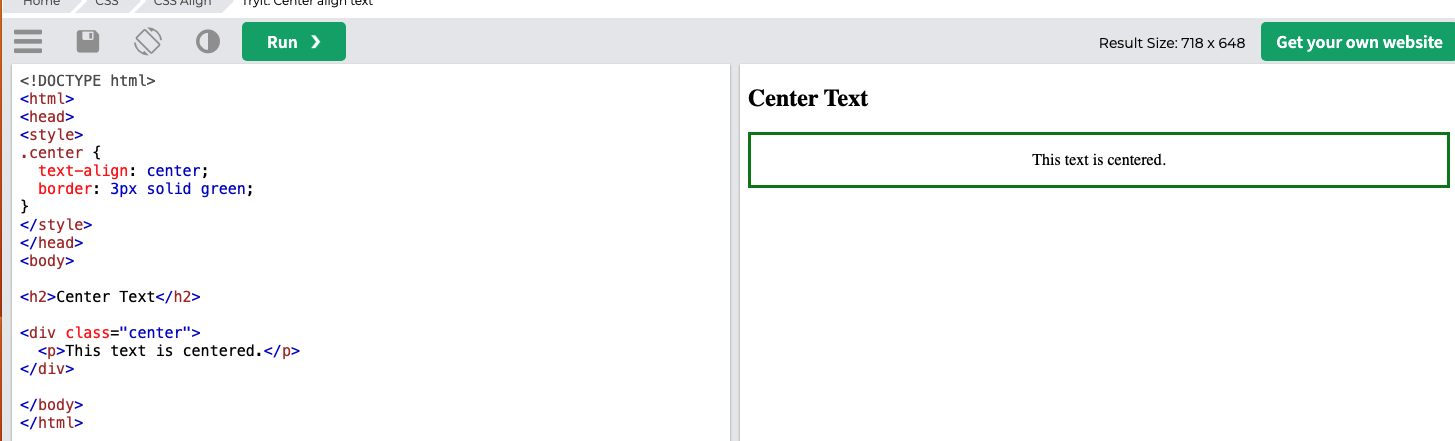 Home CSS CSS Align Tryit: Center align text
Run ❯
Result Size: 718 x 648
Get your own website
<!DOCTYPE html>
<html>
<head>
<style>
.center {
  text-align: center;
  border: 3px solid green;
}
</style>
</head>
<body>

<h2>Center Text</h2>

<div class="center">
  <p>This text is centered.</p>
</div>

</body>
</html>
Center Text
This text is centered.